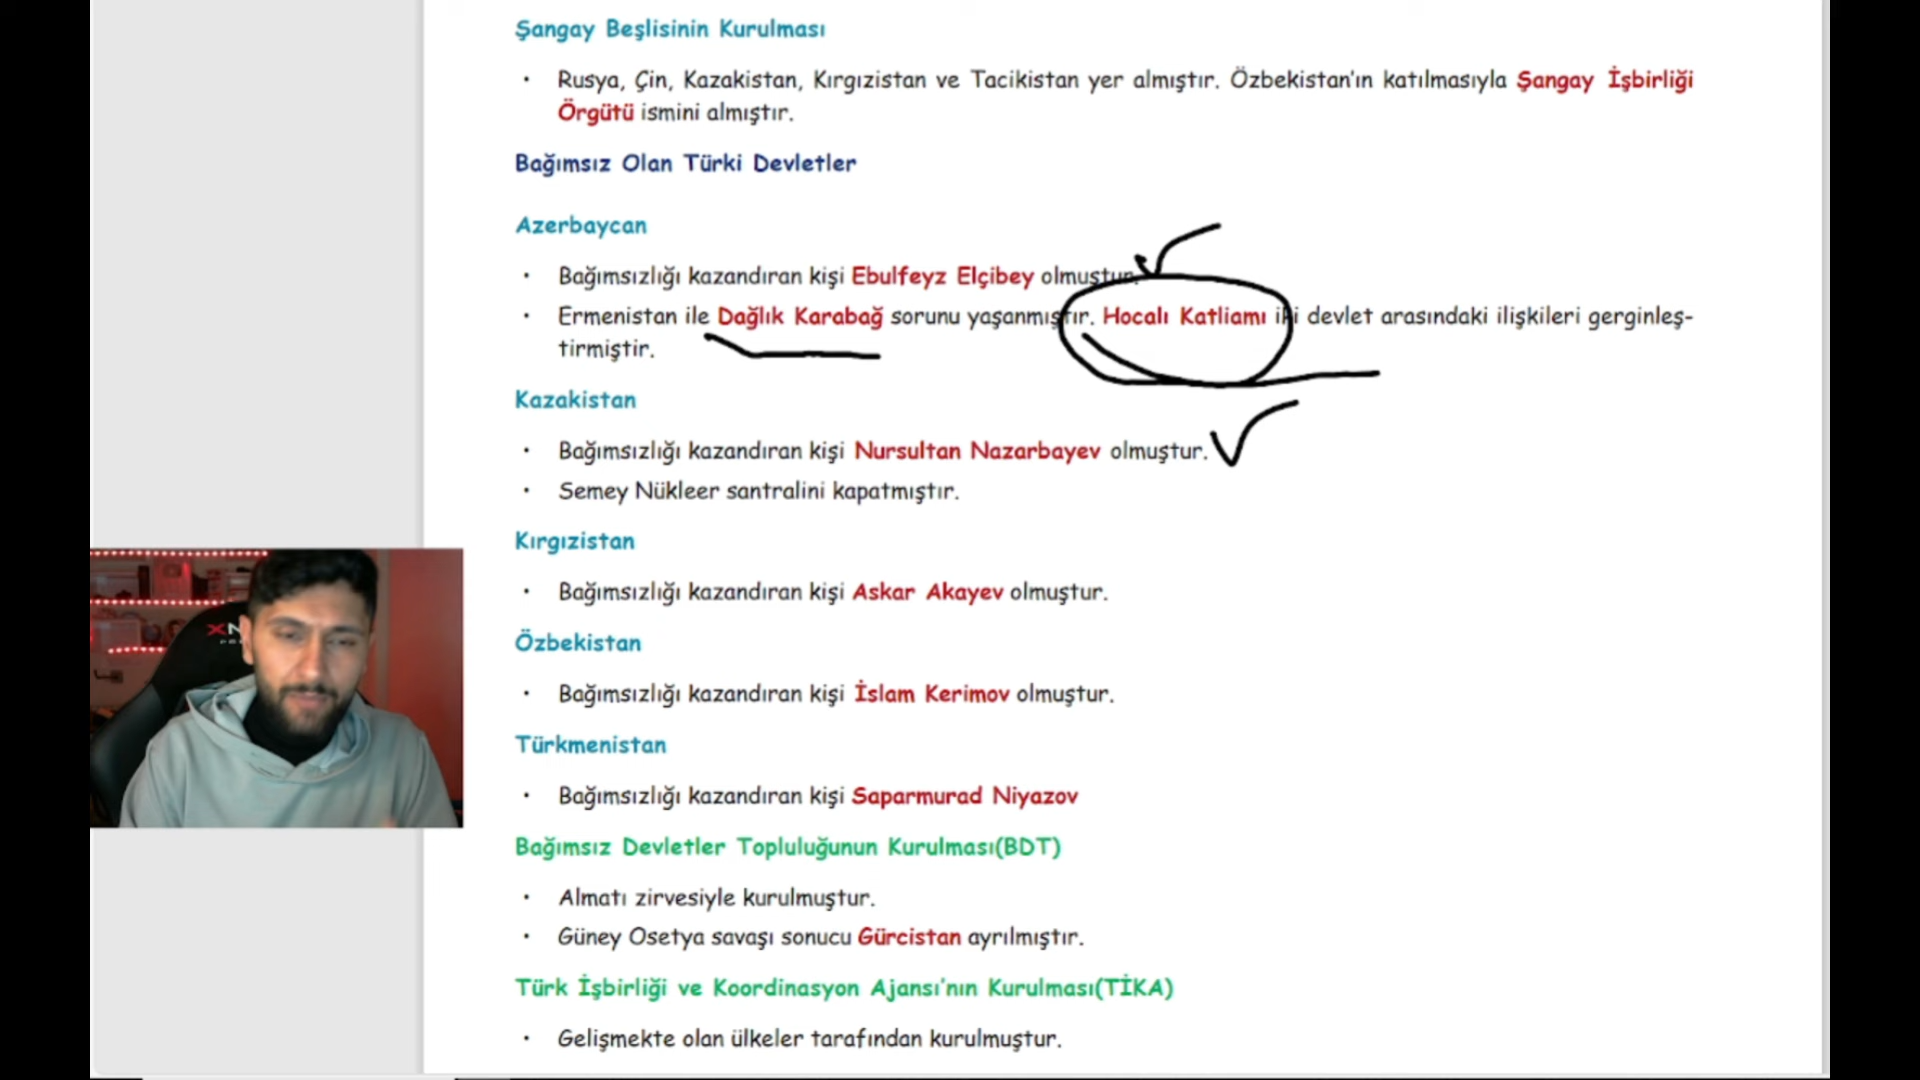 Şangay Beşlisinin Kurulması
• Rusya, Çin, Kazakistan, Kırgızistan ve Tacikistan yer almıştır. Özbekistan'ın katılmasıyla Şangay İşbirliği
Örgütü ismini almıştır.
Bağımsız Olan Türki Devletler
Azerbaycan
• Bağımsızlığı kazandıran kişi Ebulfeyz Elçibey olmuştur.
• Ermenistan ile Dağlık Karabağ sorunu yaşanmıştır. Hocalı Katliamı iki devlet arasındaki ilişkileri gerginleş-
tirmiştir.
Kazakistan
• Bağımsızlığı kazandıran kişi Nursultan Nazarbayev olmuştur.
• Semey Nükleer santralini kapatmıştır.
Kırgızistan
• Bağımsızlığı kazandıran kişi Askar Akayev olmuştur.
Özbekistan
• Bağımsızlığı kazandıran kişi İslam Kerimov olmuştur.
Türkmenistan
• Bağımsızlığı kazandıran kişi Saparmurad Niyazov
Bağımsız Devletler Topluluğunun Kurulması(BDT)
• Almatı zirvesiyle kurulmuştur.
• Güney Osetya savaşı sonucu Gürcistan ayrılmıştır.
Türk İşbirliği ve Koordinasyon Ajansı'nın Kurulması(TİKA)
• Gelişmekte olan ülkeler tarafından kurulmuştur.